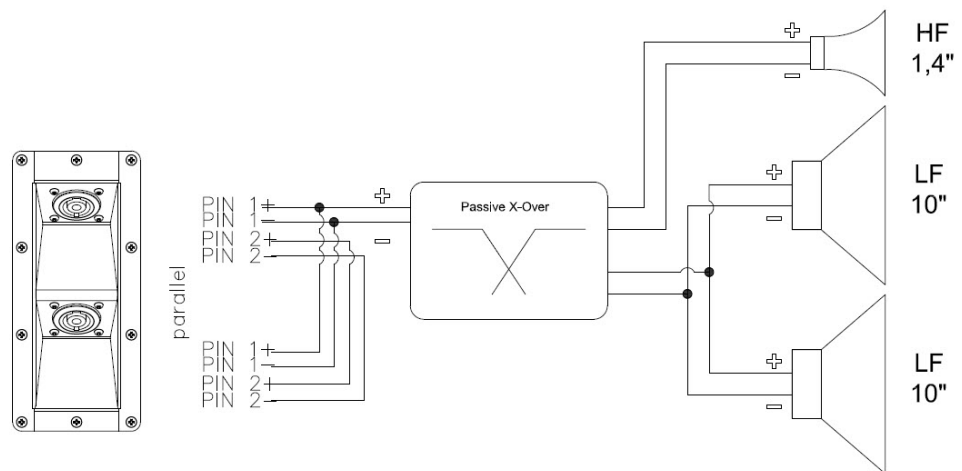 HF
1,4"
PIN 1+
PIN 1-
PIN 2+
PIN 2-
parallel
PIN 1+
PIN 1-
PIN 2+
PIN 2-
+
-
Passive X-Over
+
-
+
-
LF
10"
+
-
LF
10"